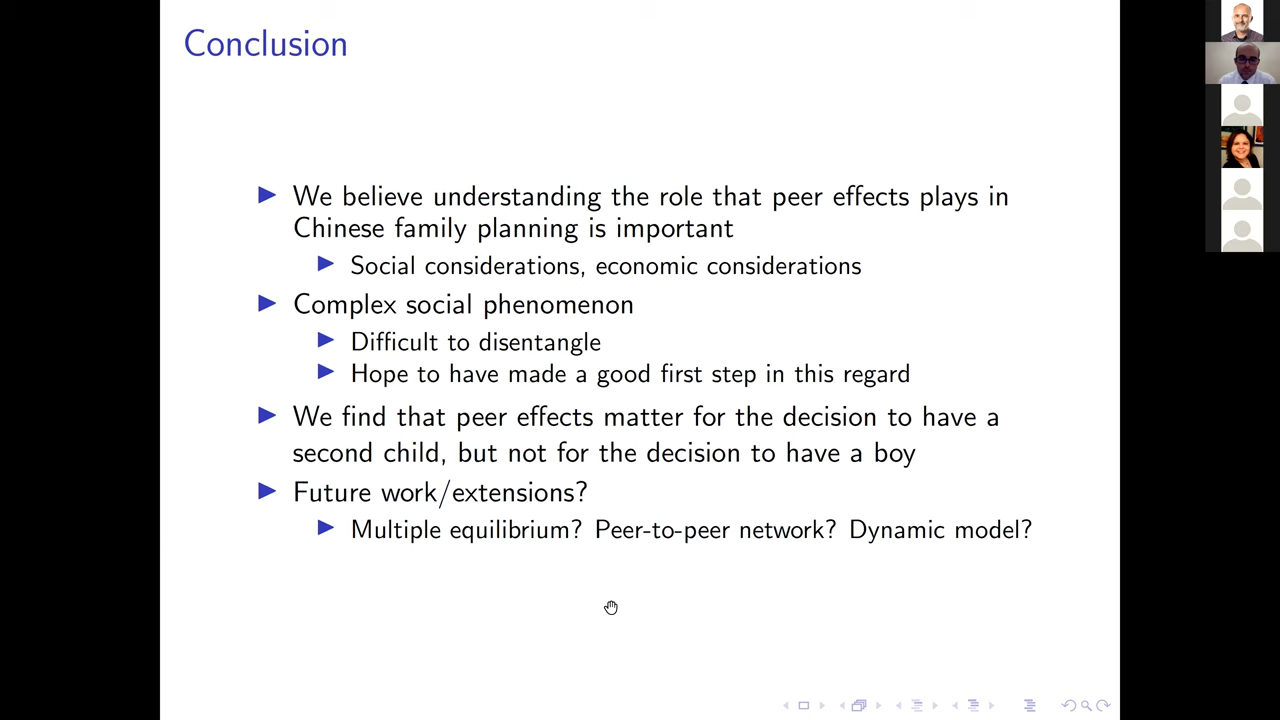 Conclusion
We believe understanding the role that peer effects plays in
Chinese family planning is important
Social considerations, economic considerations
Complex social phenomenon
Difficult to disentangle
Hope to have made a good first step in this regard
We find that peer effects matter for the decision to have a
second child, but not for the decision to have a boy
Future work/extensions?
Multiple equilibrium? Peer-to-peer network? Dynamic model?